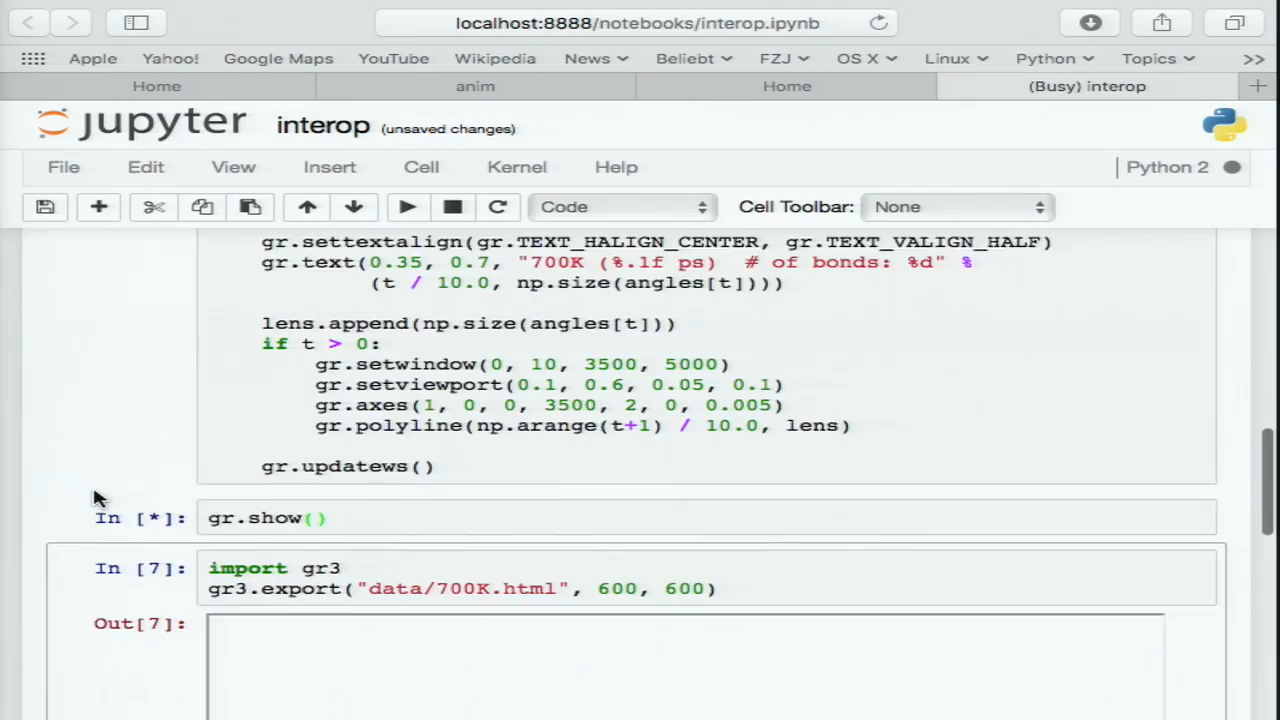 localhost:8888/notebooks/interop.ipynb
Apple Yahoo! Google Maps YouTube Wikipedia News Beliebt FZJ OS X Linux Python Topics >>
Home anim Home (Busy) interop
jupyter interop (unsaved changes)
File Edit View Insert Cell Kernel Help Python 2
Code Cell Toolbar: None
gr.settextalign(gr.TEXT_HALIGN_CENTER, gr.TEXT_VALIGN_HALF)
gr.text(0.35, 0.7, "700K (%.1f ps)  # of bonds: %d" %
(t / 10.0, np.size(angles[t])))
lens.append(np.size(angles[t]))
if t > 0:
gr.setwindow(0, 10, 3500, 5000)
gr.setviewport(0.1, 0.6, 0.05, 0.1)
gr.axes(1, 0, 0, 3500, 2, 0, 0.005)
gr.polyline(np.arange(t+1) / 10.0, lens)
gr.updatews()
In [*]: gr.show()
In [7]: import gr3
gr3.export("data/700K.html", 600, 600)
Out[7]: